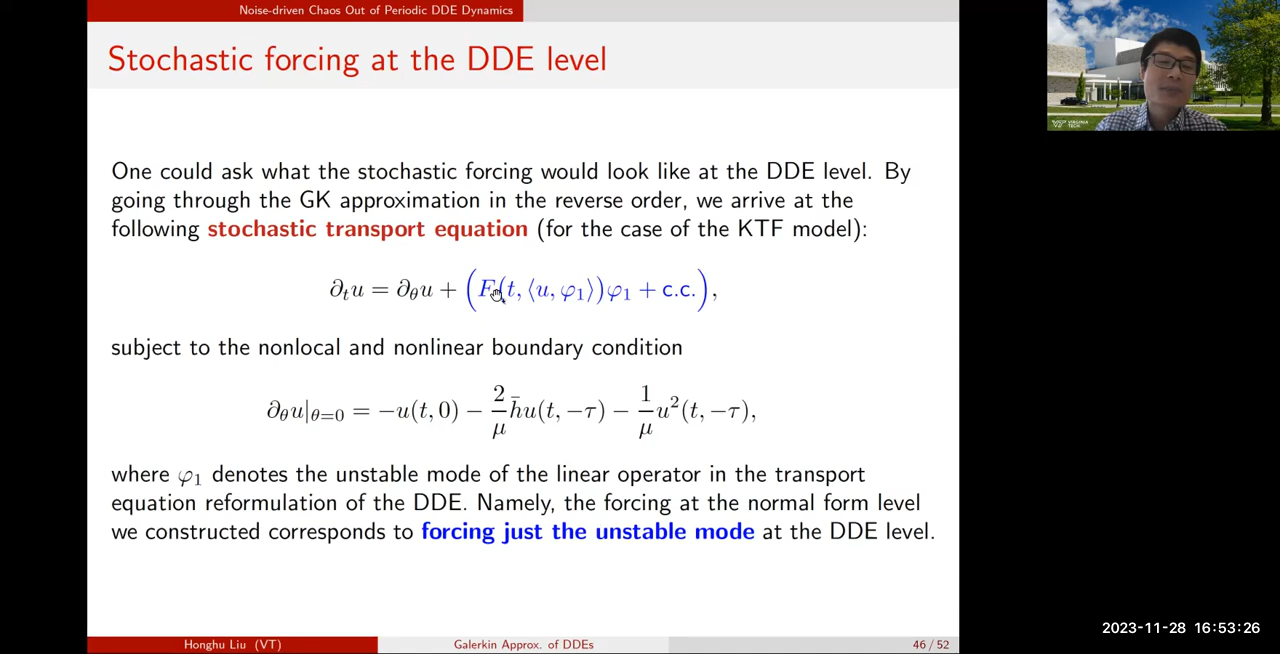 Noise-driven Chaos Out of Periodic DDE Dynamics
Stochastic forcing at the DDE level
One could ask what the stochastic forcing would look like at the DDE level. By
going through the GK approximation in the reverse order, we arrive at the
following stochastic transport equation (for the case of the KTF model):
∂ₜu = ∂_θu + (F(t, ⟨u, φ₁⟩)φ₁ + c.c.),
subject to the nonlocal and nonlinear boundary condition
∂_θu|_θ=0 = −u(t, 0) − 2/μ h̄u(t, −τ) − 1/μ u²(t, −τ),
where φ₁ denotes the unstable mode of the linear operator in the transport
equation reformulation of the DDE. Namely, the forcing at the normal form level
we constructed corresponds to forcing just the unstable mode at the DDE level.
Honghu Liu (VT) Galerkin Approx. of DDEs 46 / 52
VIRGINIA
TECH
2023-11-28 16:53:26